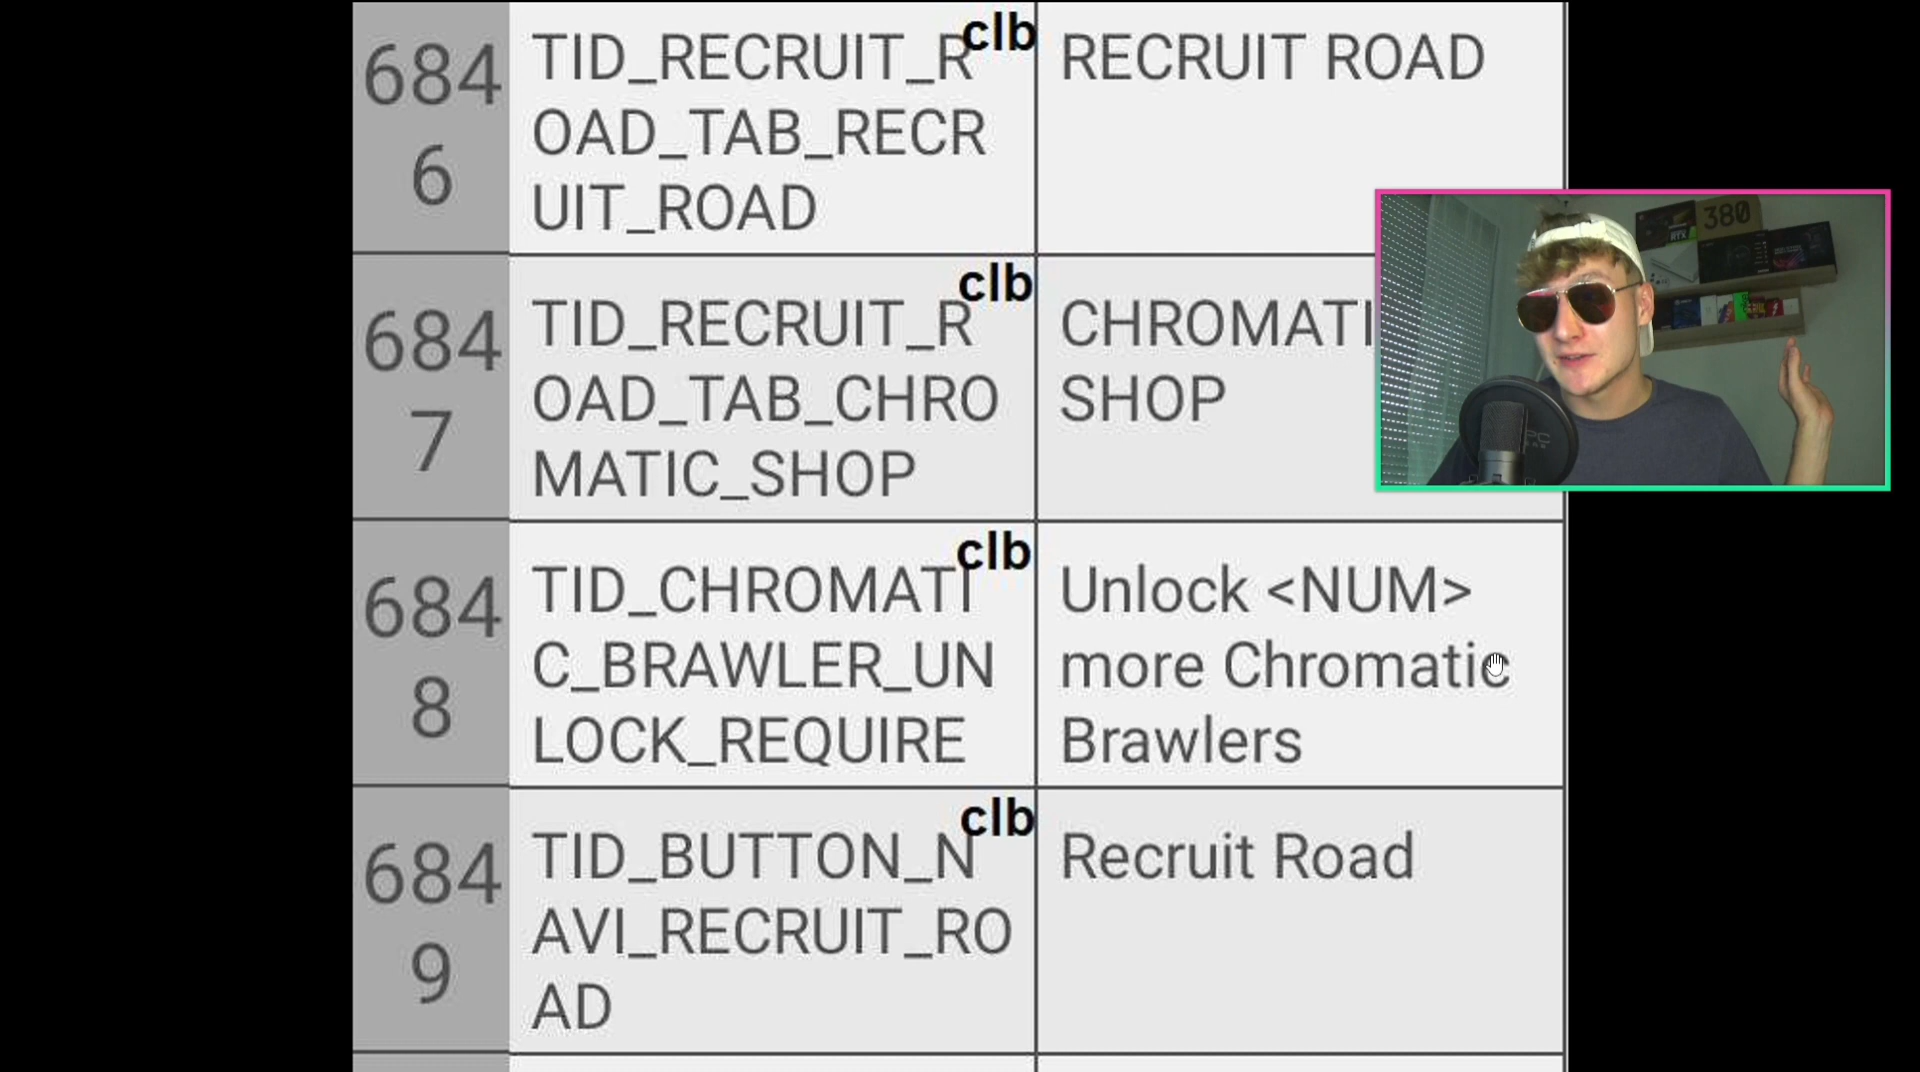 684
6
TID_RECRUIT_R
OAD_TAB_RECR
UIT_ROAD
clb
RECRUIT ROAD
684
7
TID_RECRUIT_R
OAD_TAB_CHRO
MATIC_SHOP
clb
CHROMATI
SHOP
684
8
TID_CHROMATI
C_BRAWLER_UN
LOCK_REQUIRE
clb
Unlock <NUM>
more Chromatic
Brawlers
684
9
TID_BUTTON_N
AVI_RECRUIT_RO
AD
clb
Recruit Road
380
RTX